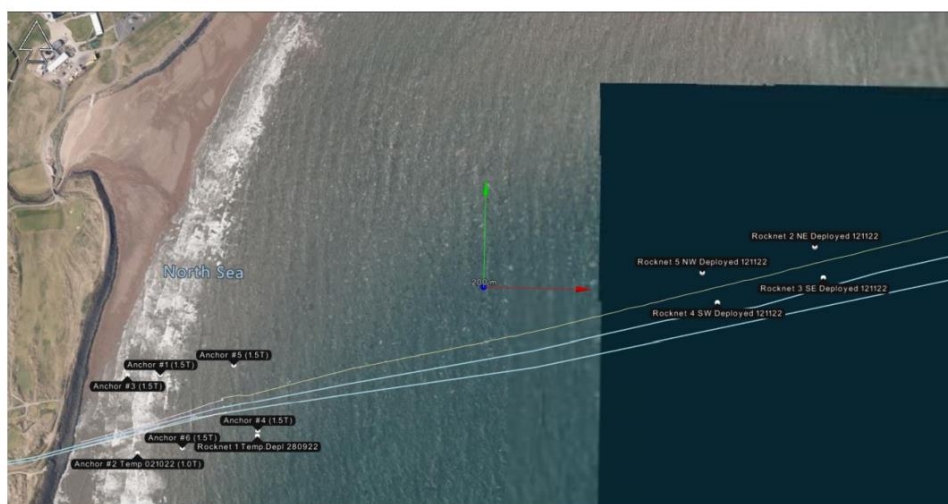 Rocknet 2 NE Deployed 121122
Rocknet 5 NW Deployed 121122
North Sea
200 m
Rocknet 3 SE Deployed 121122
Rocknet 4 SW Deployed 121122
Anchor #5 (1.5T)
Anchor #1 (1.5T)
Anchor #3 (1.5T)
Anchor #4 (1.5T)
Anchor #6 (1.5T)
Rocknet 1 Temp Depl 280922
Anchor #2 Temp 021022 (1.0T)